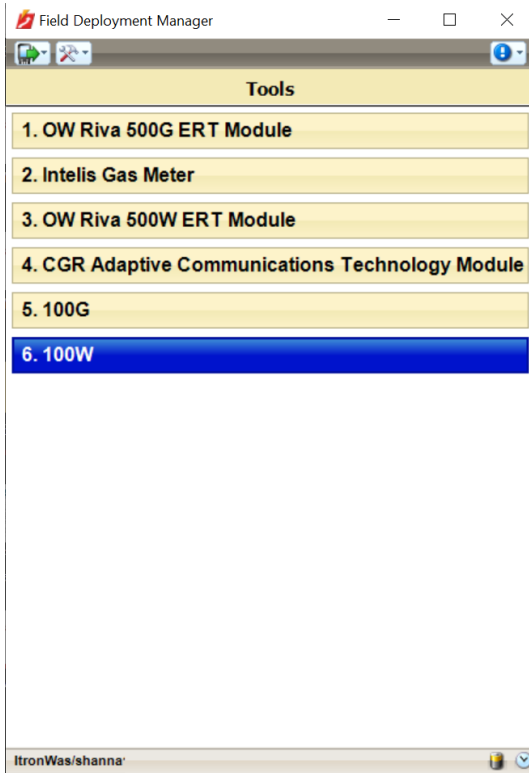 Field Deployment Manager
Tools
1. OW Riva 500G ERT Module
2. Intelis Gas Meter
3. OW Riva 500W ERT Module
4. CGR Adaptive Communications Technology Module
5. 100G
6. 100W
ItronWas/shanna